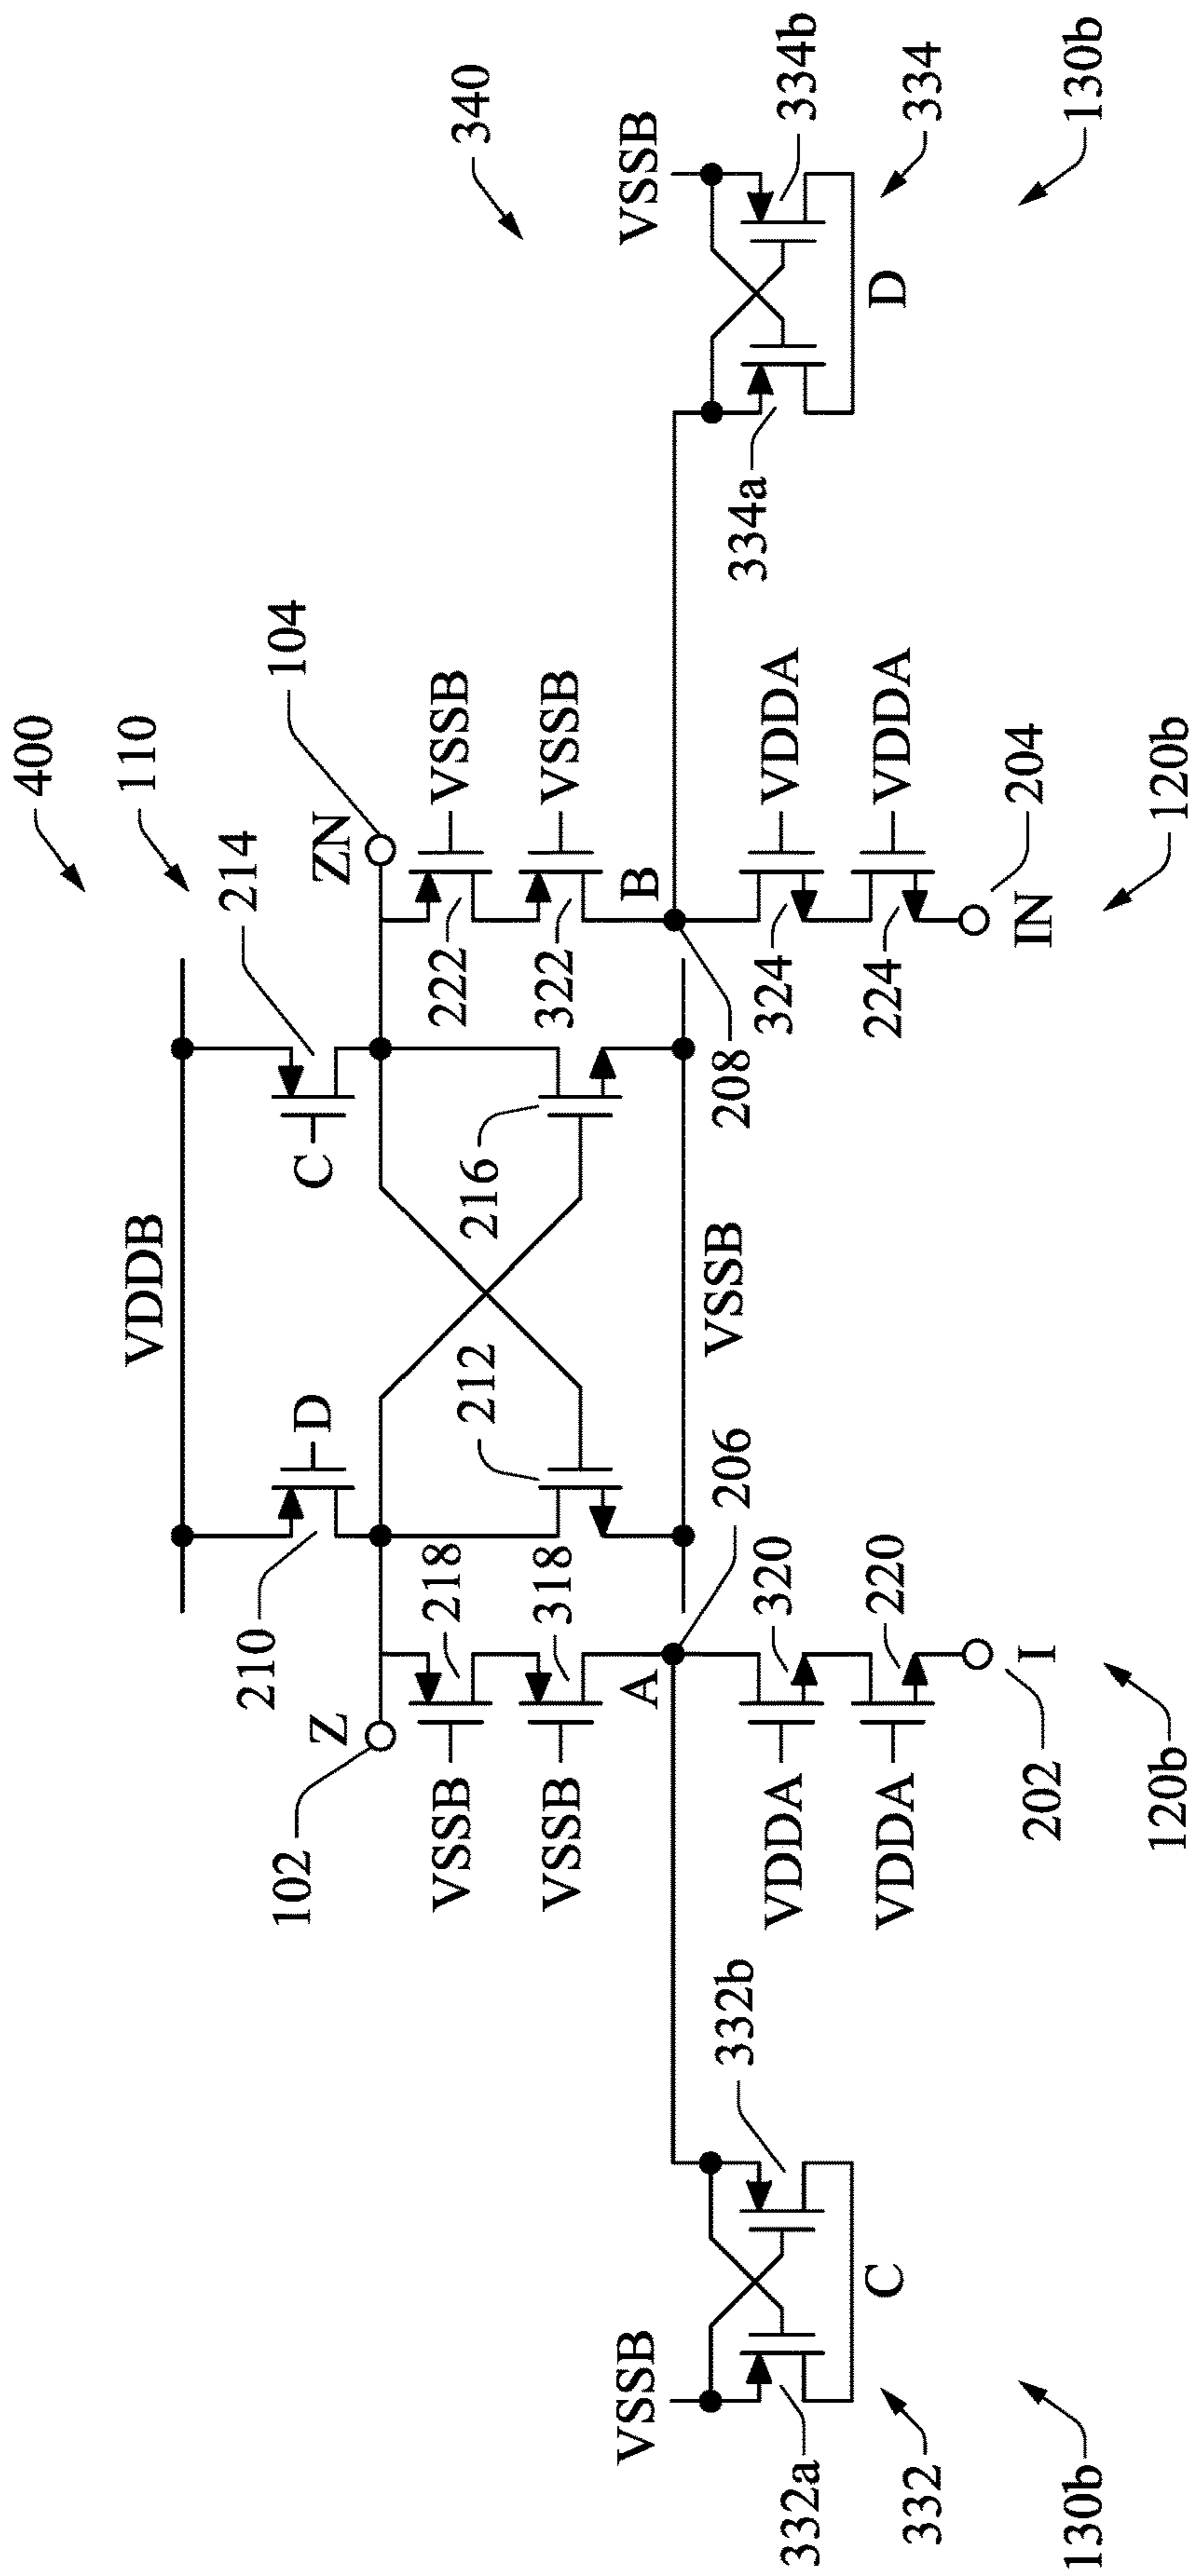 400
110
340
VDDB
210
D
C
214
104
102
Z
ZN
VSSB
218
212
216
222
VSSB
VSSB
318
322
VSSB
VSSB
A
206
VSSB
208
B
VSSB
332b
VDDA
320
324
VDDA
334a
334b
332a
VDDA
220
224
VDDA
C
D
332
334
202
I
IN
204
130b
120b
120b
130b